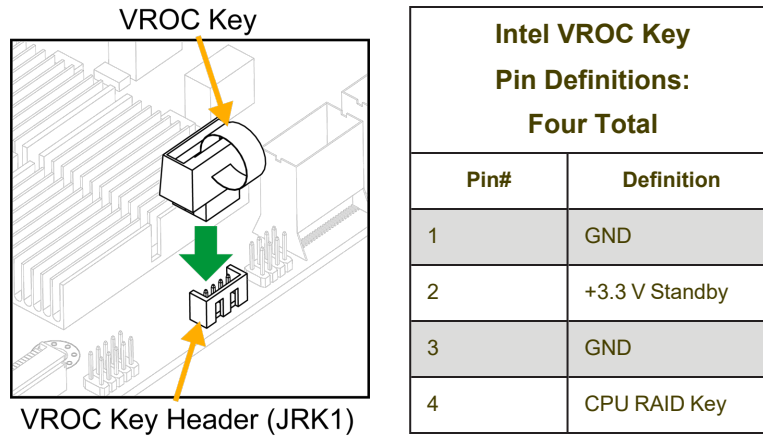 VROC Key
VROC Key Header (JRK1)
Intel VROC Key
Pin Definitions:
Four Total
Pin# Definition
1 GND
2 +3.3 V Standby
3 GND
4 CPU RAID Key